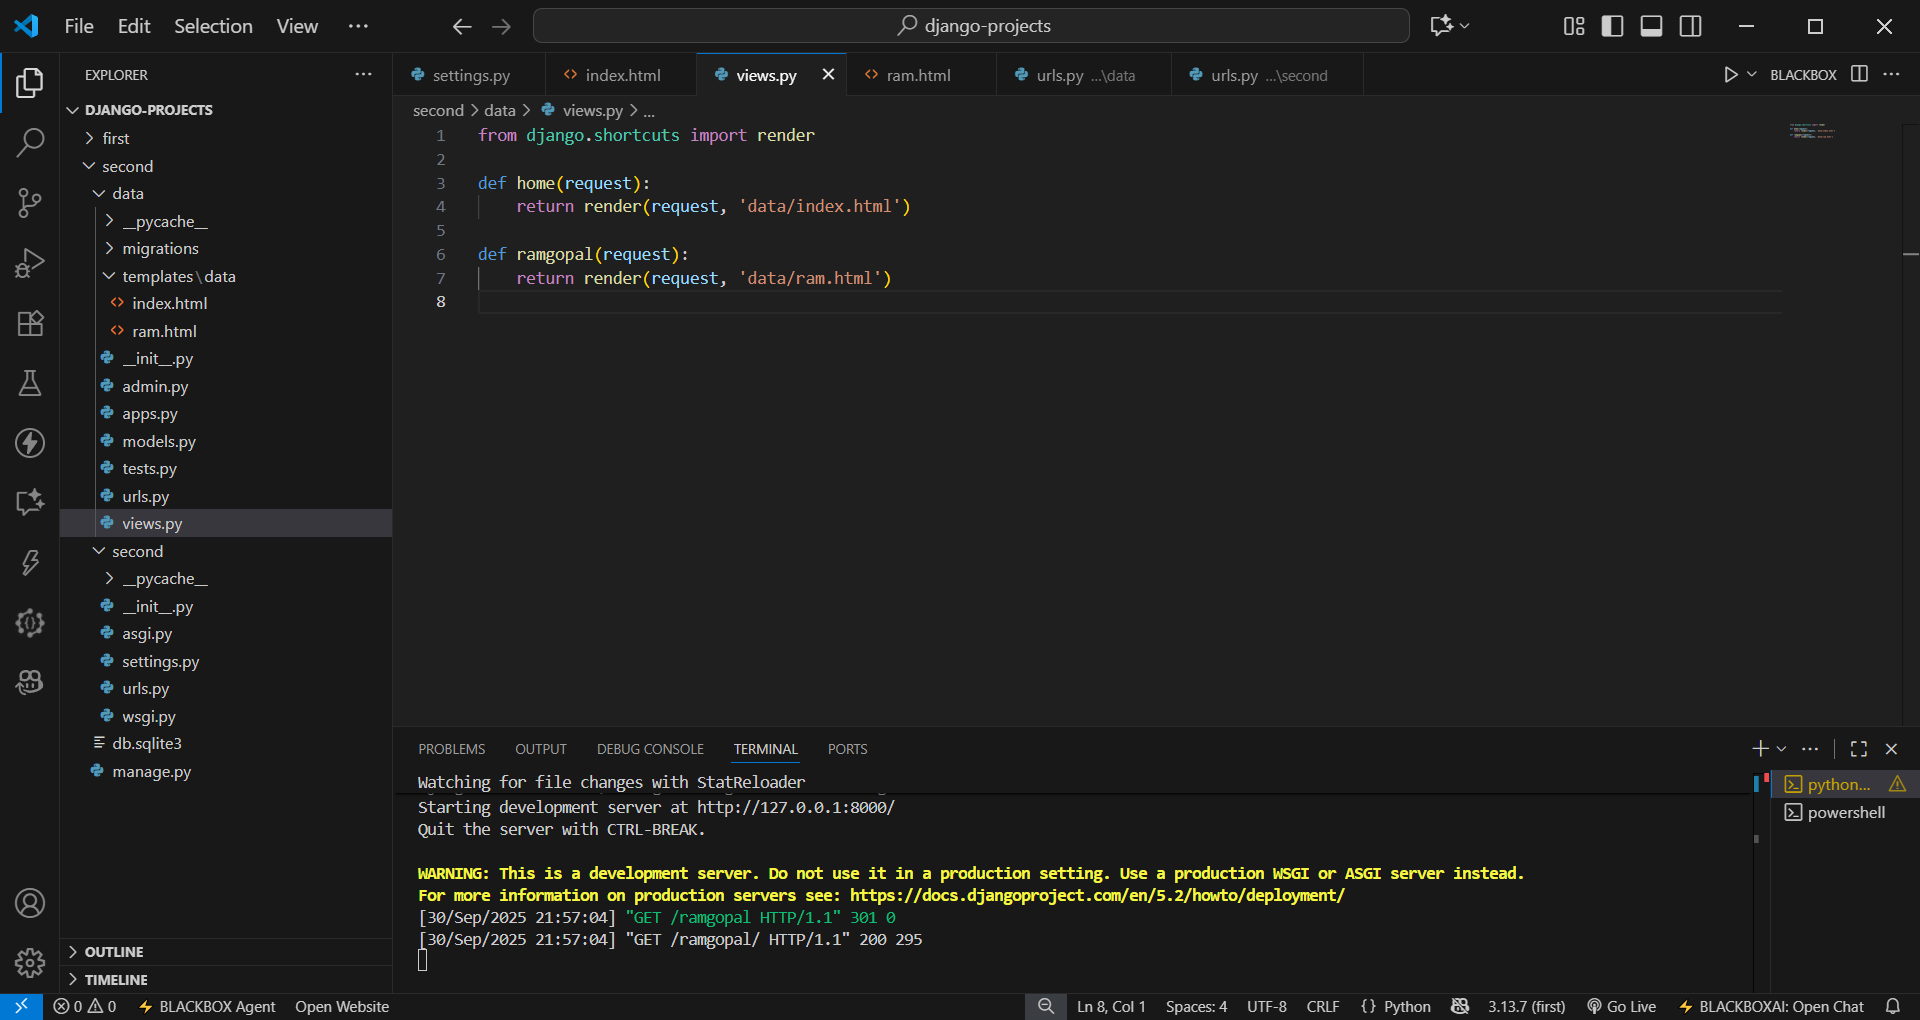 File Edit Selection View ···
django-projects
EXPLORER ···
DJANGO-PROJECTS
first
second
data
__pycache__
migrations
templates\data
index.html
ram.html
__init__.py
admin.py
apps.py
models.py
tests.py
urls.py
views.py
second
__pycache__
__init__.py
asgi.py
settings.py
urls.py
wsgi.py
db.sqlite3
manage.py
OUTLINE
TIMELINE
settings.py index.html views.py ram.html urls.py ...\data urls.py ...\second BLACKBOX ···
second > data > views.py > ...
1 from django.shortcuts import render
2
3 def home(request):
4     return render(request, 'data/index.html')
5
6 def ramgopal(request):
7     return render(request, 'data/ram.html')
8
PROBLEMS OUTPUT DEBUG CONSOLE TERMINAL PORTS
Watching for file changes with StatReloader
Starting development server at http://127.0.0.1:8000/
Quit the server with CTRL-BREAK.
WARNING: This is a development server. Do not use it in a production setting. Use a production WSGI or ASGI server instead.
For more information on production servers see: https://docs.djangoproject.com/en/5.2/howto/deployment/
[30/Sep/2025 21:57:04] "GET /ramgopal HTTP/1.1" 301 0
[30/Sep/2025 21:57:04] "GET /ramgopal/ HTTP/1.1" 200 295
python...
powershell
0 0 BLACKBOX Agent Open Website Ln 8, Col 1 Spaces: 4 UTF-8 CRLF {} Python 3.13.7 (first) Go Live BLACKBOXAI: Open Chat